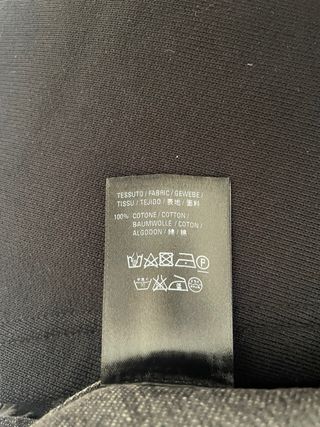 TESSUTO / FABRIC / GEWEBE /
TISSU / TEJIDO / 表地 / 面料
100% COTONE / COTTON /
BAUMWOLLE / COTON /
ALGODON / 綿 / 棉